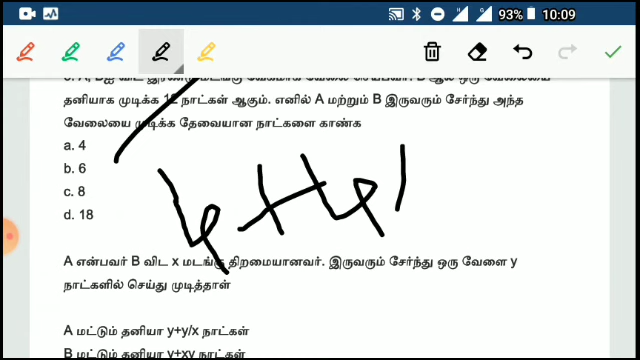 93% 10:09
தனியாக முடிக்க 12 நாட்கள் ஆகும். எனில் A மற்றும் B இருவரும் சேர்ந்து அந்த
வேலையை முடிக்க தேவையான நாட்களை காண்க
a. 4
b. 6
c. 8
d. 18
A என்பவர் B விட x மடங்கு திறமையானவர். இருவரும் சேர்ந்து ஒரு வேளை y
நாட்களில் செய்து முடித்தாள்
A மட்டும் தனியா y+y/x நாட்கள்
B மட்டும் தனியா y+xy நாட்கள்